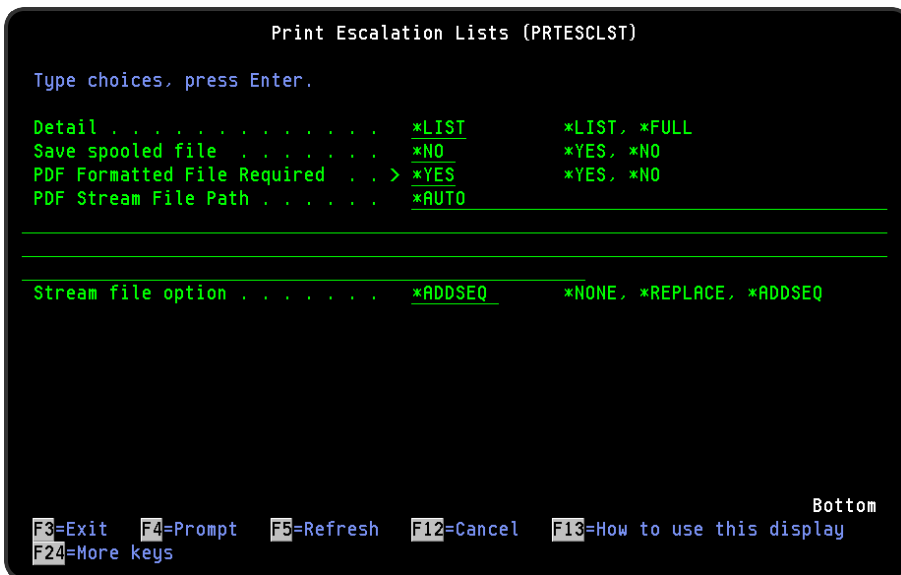 Print Escalation Lists (PRTESCLST)
Type choices, press Enter.
Detail . . . . . . . . . . . . . *LIST *LIST, *FULL
Save spooled file . . . . . . . *NO *YES, *NO
PDF Formatted File Required . . > *YES *YES, *NO
PDF Stream File Path . . . . . . *AUTO
Stream file option . . . . . . . *ADDSEQ *NONE, *REPLACE, *ADDSEQ
Bottom
F3=Exit F4=Prompt F5=Refresh F12=Cancel F13=How to use this display
F24=More keys